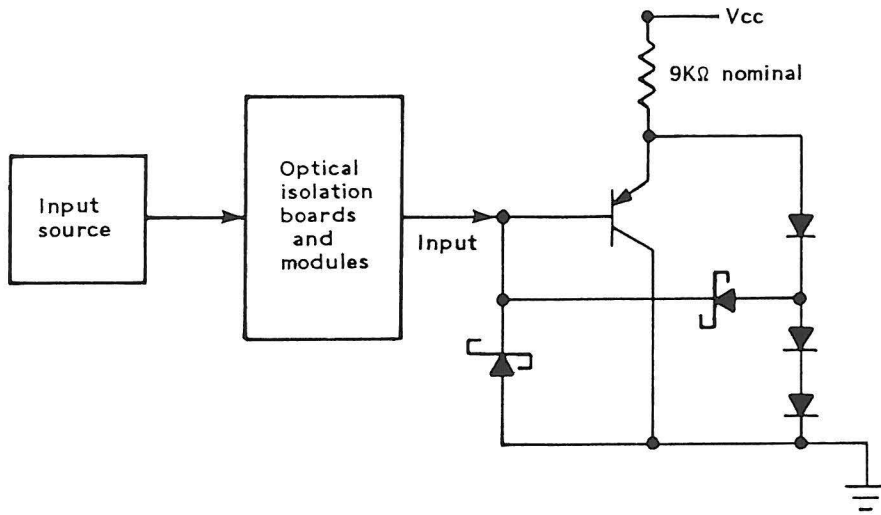 Vcc
9KΩ nominal
Input
source
Optical
isolation
boards
and
modules
Input